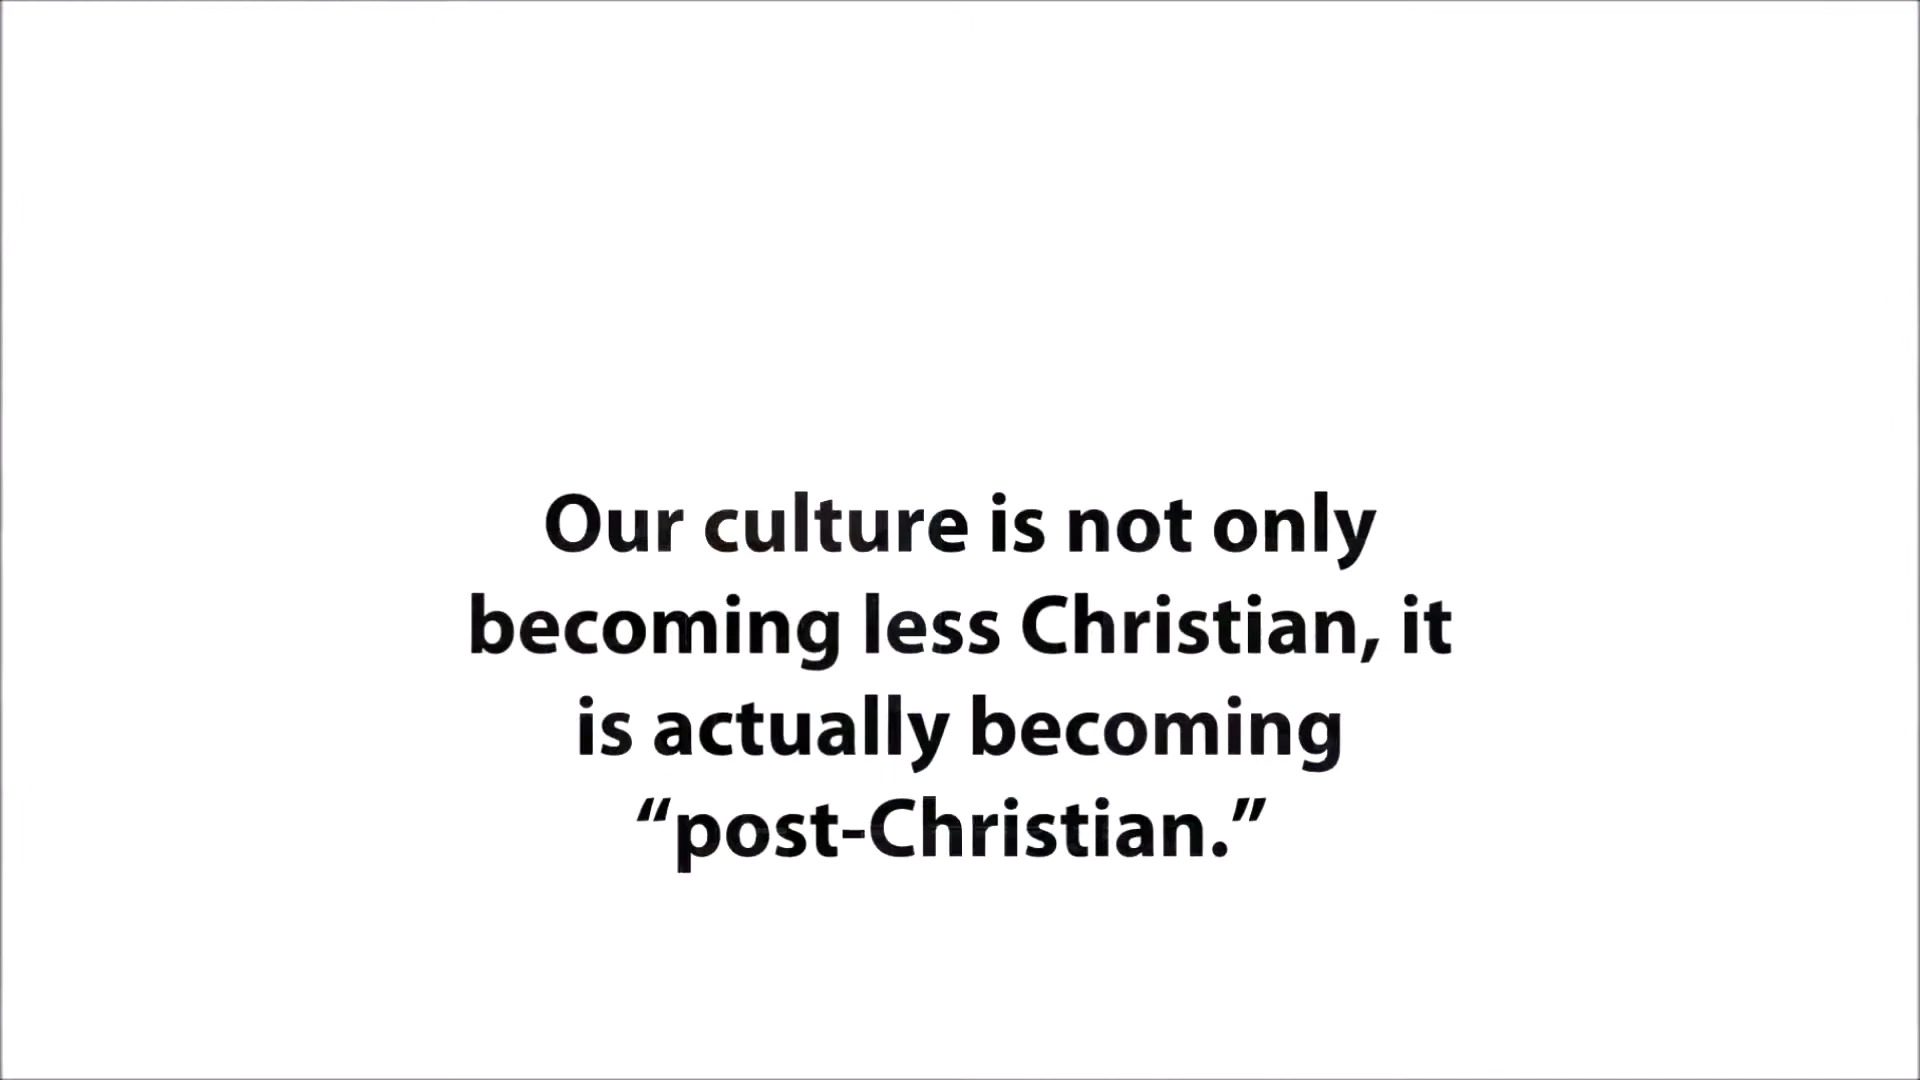 Our culture is not only
becoming less Christian, it
is actually becoming
“post-Christian.”